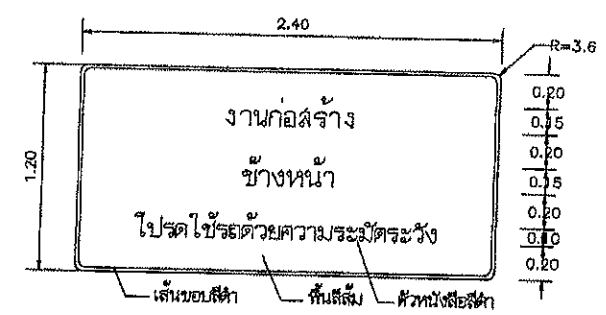 2.40
R=3.6
1.20
งานก่อสร้าง
ข้างหน้า
โปรดใช้รถด้วยความระมัดระวัง
0.20
0.15
0.20
0.15
0.20
0.10
0.20
เส้นขอบสีดำ
พื้นสีส้ม
ตัวหนังสือสีดำ